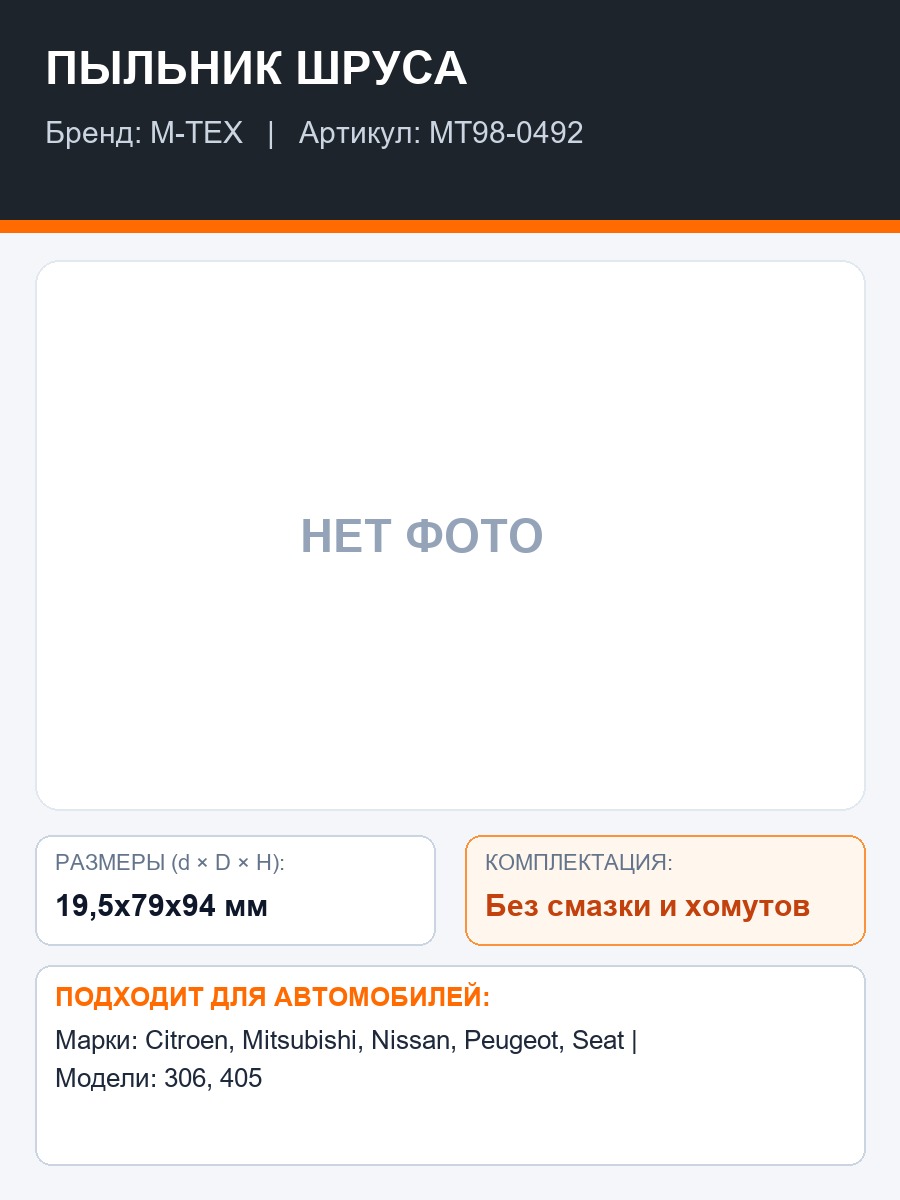 ПЫЛЬНИК ШРУСА
Бренд: M-TEX | Артикул: MT98-0492
НЕТ ФОТО
РАЗМЕРЫ (d × D × H):
19,5x79x94 мм
КОМПЛЕКТАЦИЯ:
Без смазки и хомутов
ПОДХОДИТ ДЛЯ АВТОМОБИЛЕЙ:
Марки: Citroen, Mitsubishi, Nissan, Peugeot, Seat |
Модели: 306, 405